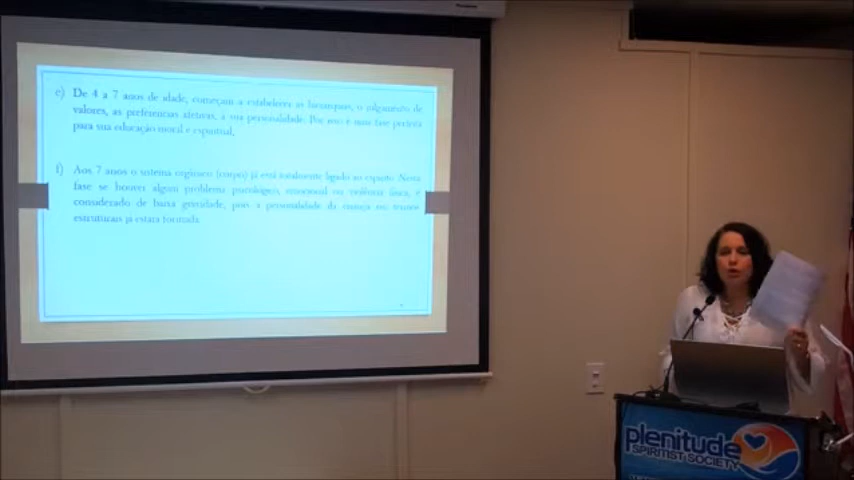 e) De 4 a 7 anos de idade, começam a estabelecer as hierarquias, o julgamento de
valores, as preferências afetivas, a sua personalidade. Por isso é uma fase perfeita
para sua educação moral e espiritual.
f) Aos 7 anos o sistema orgânico (corpo) já está totalmente ligado ao espírito. Nesta
fase se houver algum problema psicológico, emocional ou violência física, é
considerado de baixa gravidade, pois a personalidade da criança em termos
estruturais já estará formada.
plenitude
SPIRITIST SOCIETY